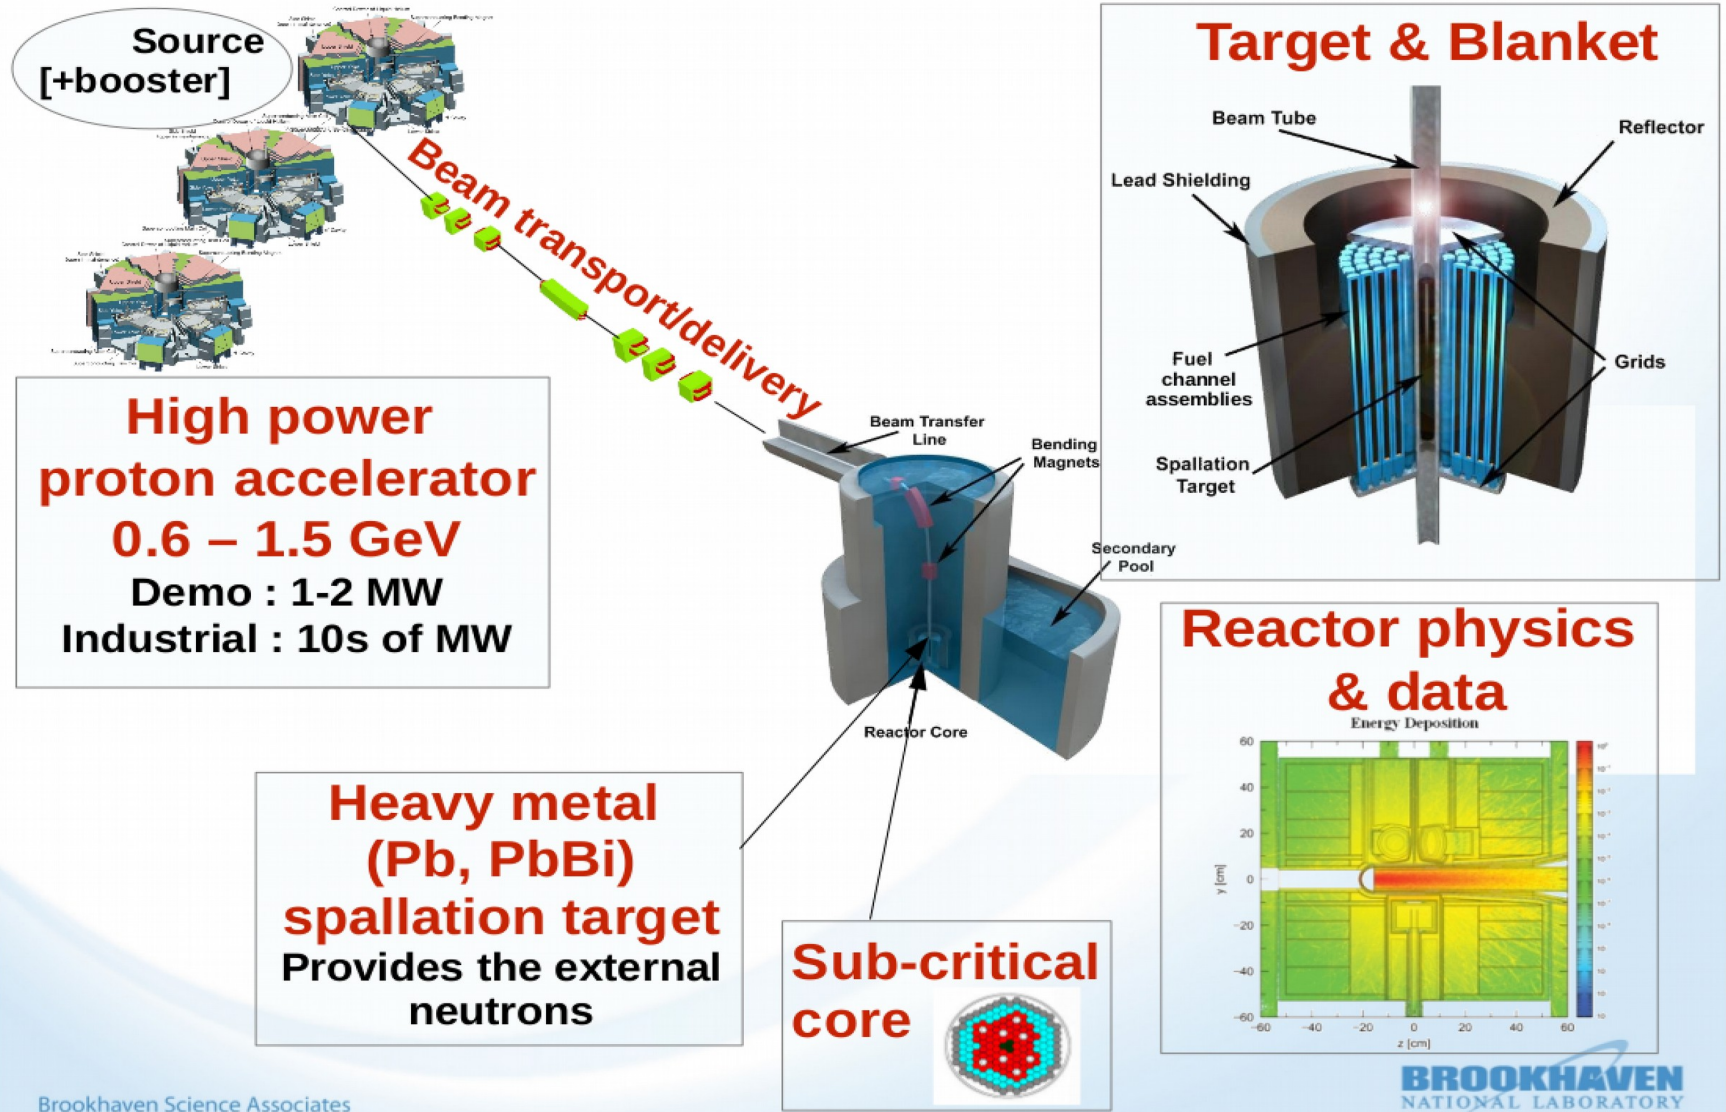 Source
[+booster]
Beam transport/delivery
High power
proton accelerator
0.6 – 1.5 GeV
Demo : 1-2 MW
Industrial : 10s of MW
Beam Transfer
Line
Bending
Magnets
Secondary
Pool
Reactor Core
Target & Blanket
Beam Tube
Reflector
Lead Shielding
Fuel
channel
assemblies
Grids
Spallation
Target
Heavy metal
(Pb, PbBi)
spallation target
Provides the external
neutrons
Sub-critical
core
Reactor physics
& data
Energy Deposition
60
40
20
0
−20
−40
−60
y [cm]
−60
−40
−20
0
20
40
60
z [cm]
Brookhaven Science Associates
BROOKHAVEN
NATIONAL LABORATORY